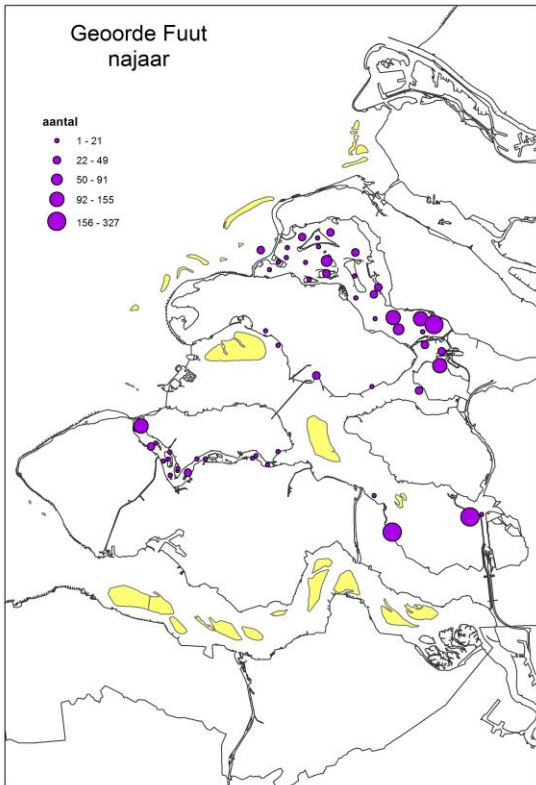 Geoorde Fuut
najaar
aantal
1 - 21
22 - 49
50 - 91
92 - 155
156 - 327